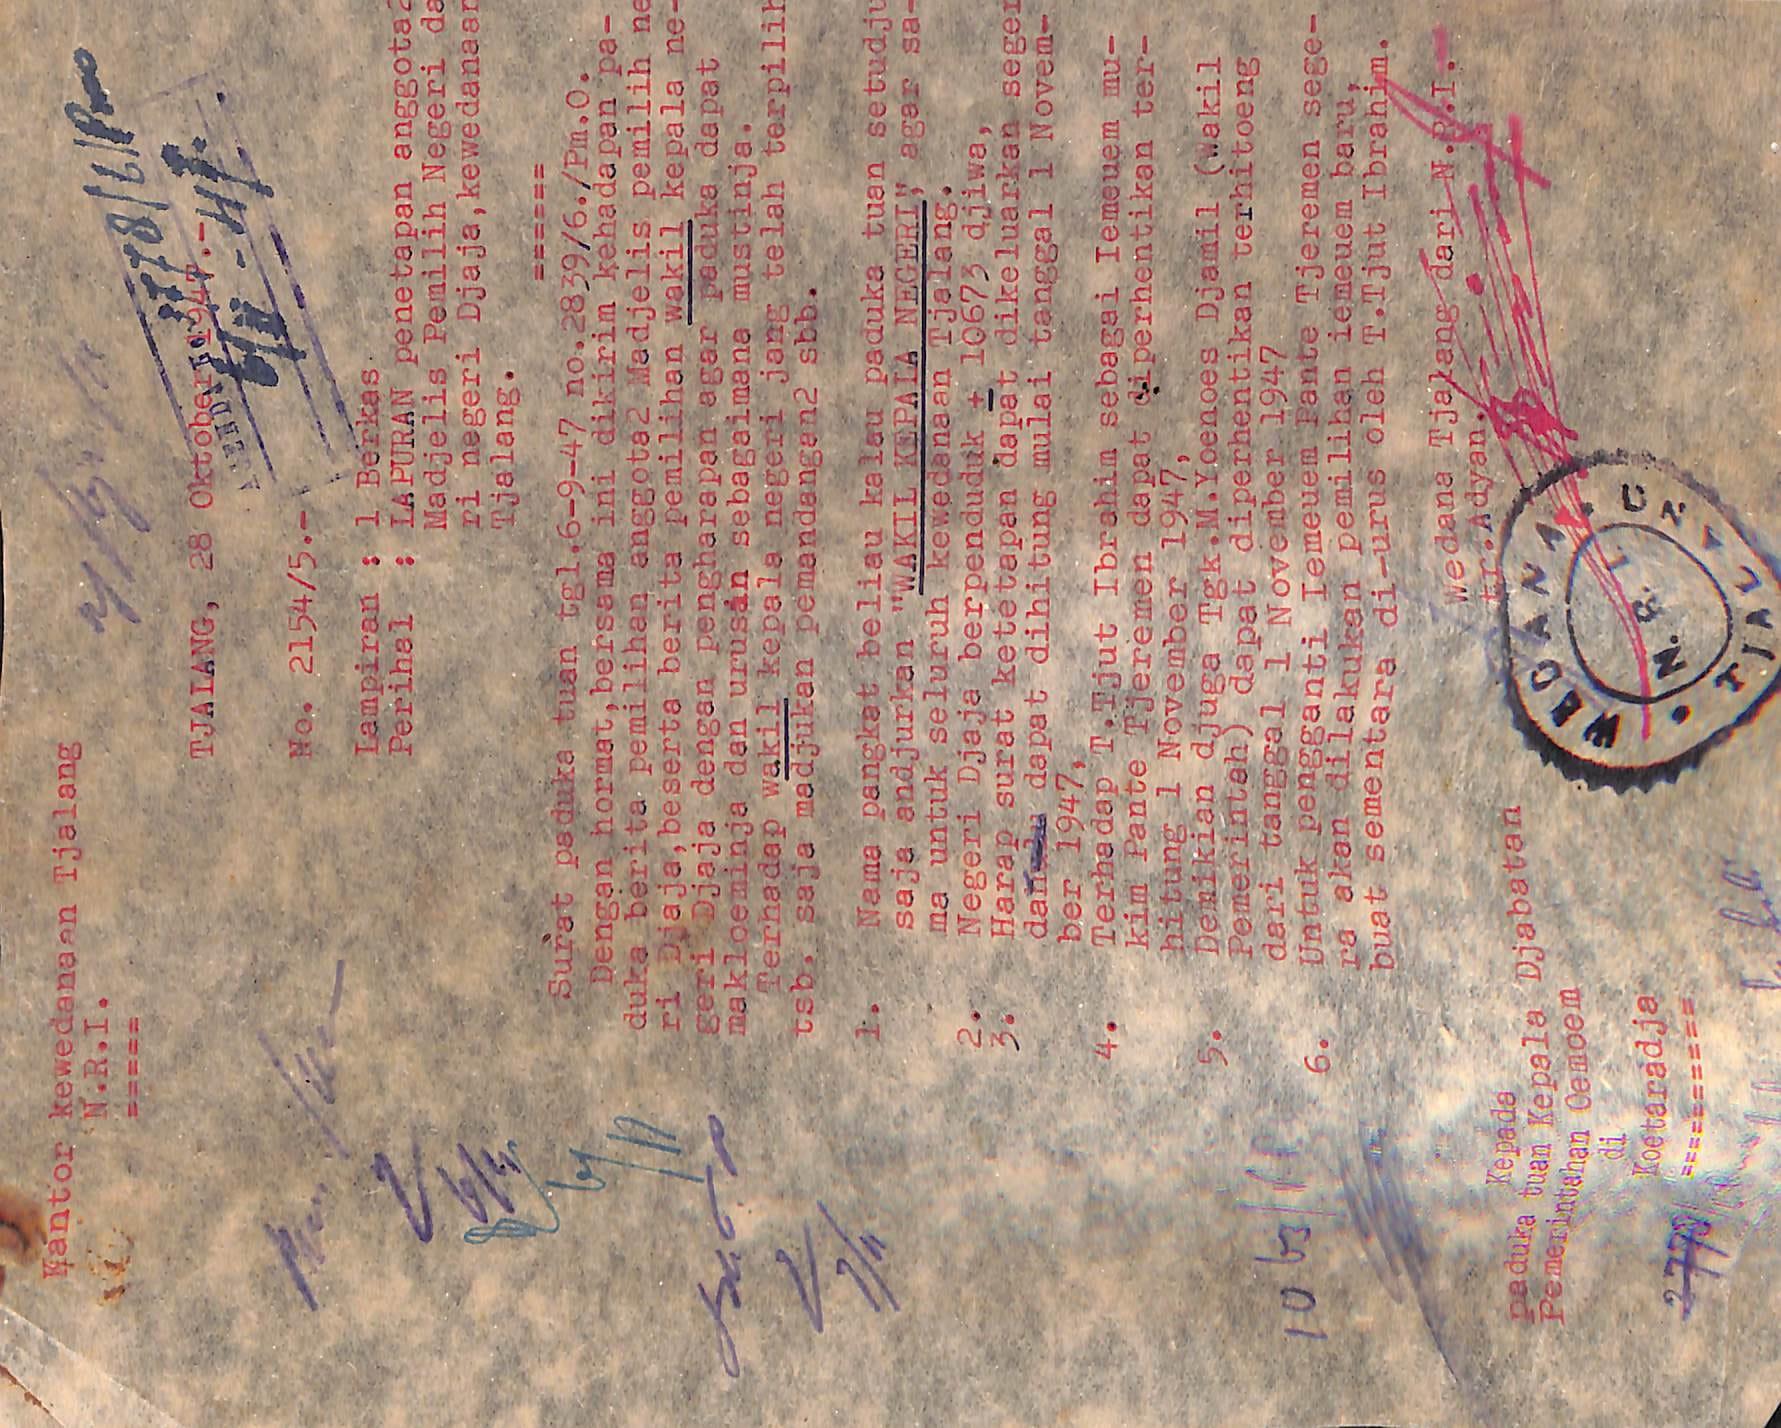 Kantor kewedanaan Tjalang
N.R.I.
======
TJALANG, 28 Oktober 1947.-
No. 2154/5.-
Lampiran : 1 Berkas
Perihal : LAPURAN penetapan anggota2
Madjelis Pemilih Negeri da
ri negeri Djaja,kewedanaan
Tjalang.
======
Surat paduka tuan tgl.6-9-47 no.2839/6./Pm.O.
Dengan hormat,bersama ini dikirim kehadapan pa-
duka berita pemilihan anggota2 Madjelis pemilih ne
ri Djaja,beserta berita pemilihan wakil kepala ne-
geri Djaja dengan pengharapan agar paduka dapat
makloeminja dan urusan sebagaimana mustinja.
Terhadap wakil kepala negeri jang telah terpilih
tsb. saja madjukan pemandangan2 sbb.
1. Nama pangkat beliau kalau paduka tuan setudju
saja andjurkan "WAKIL KEPALA NEGERI", agar sa-
ma untuk seluruh kewedanaan Tjalang.
2. Negeri Djaja berpenduduk ± 10673 djiwa,
3. Harap surat ketetapan dapat dikeluarkan seger
dan dapat dihitung mulai tanggal 1 Novem-
ber 1947,
4. Terhadap T.Tjut Ibrahim sebagai Iemeuem mu-
kim Pante Tjeremen dapat diperhentikan ter-
hitung 1 November 1947,
5. Demikian djuga Tgk.M.Yoenoes Djamil (wakil
Pemerintah) dapat diperhentikan terhitoeng
dari tanggal 1 November 1947
6. Untuk pengganti Iemeuem Pante Tjeremen sege-
ra akan dilakukan pemilihan iemeuem baru,
buat sementara di-urus oleh T.Tjut Ibrahim.
Wedana Tjalang dari N.R.I.-
tr.Adyan.
WEDANA
N.R.I.
TJAL
Kepada
paduka tuan Kepala Djabatan
Pemerintahan Oemoem
di
Koetaradja
=========